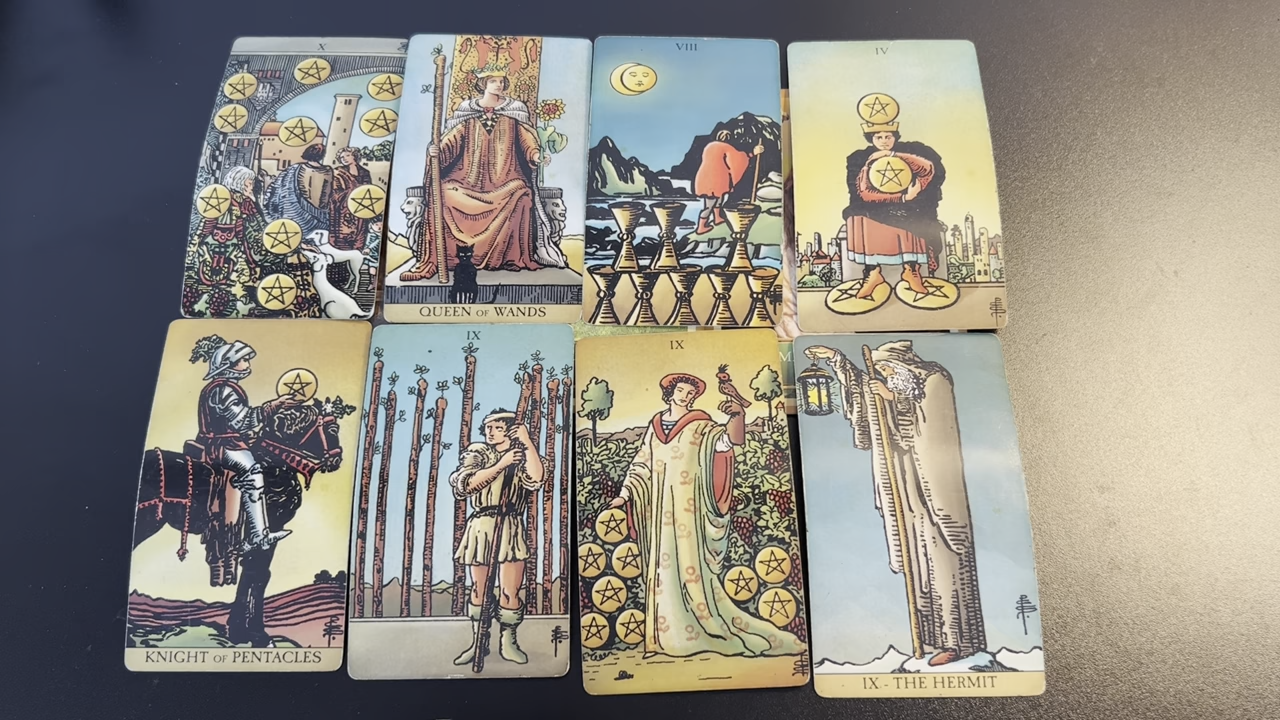 X
QUEEN OF WANDS
VIII
IV
KNIGHT OF PENTACLES
IX
IX
IX - THE HERMIT